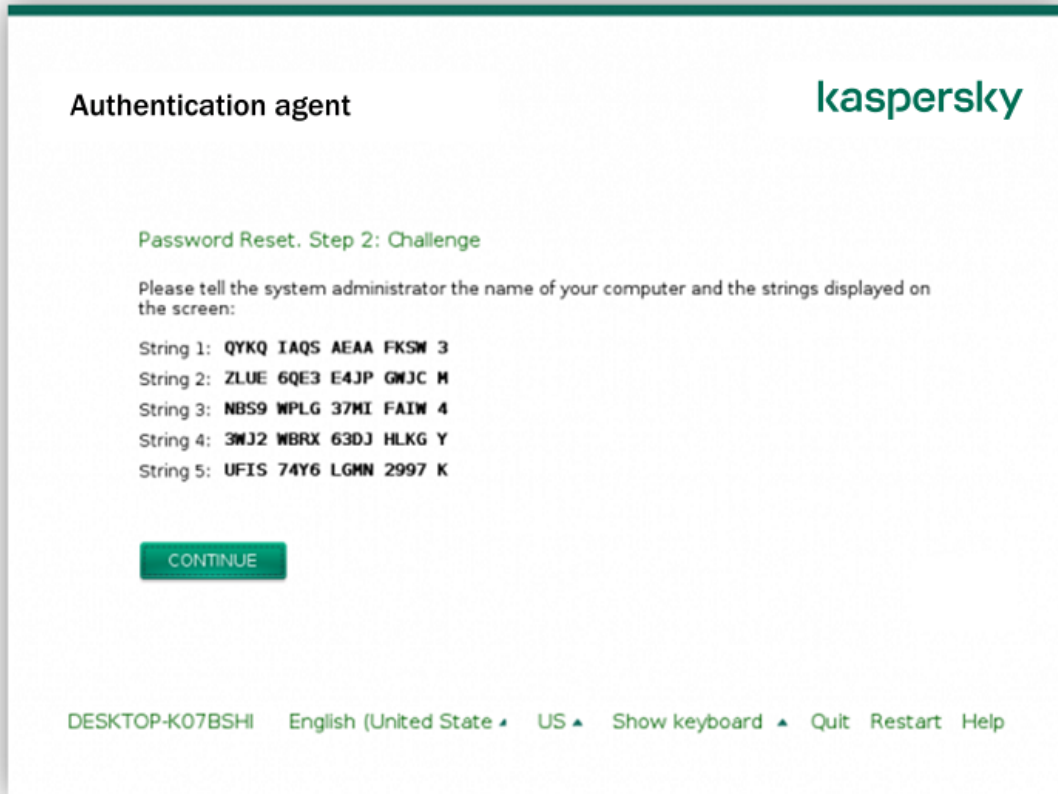 Authentication agent
kaspersky
Password Reset. Step 2: Challenge
Please tell the system administrator the name of your computer and the strings displayed on
the screen:
String 1: QYKQ IAQS AEAA FKSW 3
String 2: ZLUE 6QE3 E4JP GWJC M
String 3: NBS9 WPLG 37MI FAIW 4
String 4: 3WJ2 WBRX 63DJ HLKG Y
String 5: UFIS 74Y6 LGMN 2997 K
CONTINUE
DESKTOP-K07BSHI English (United State US Show keyboard Quit Restart Help